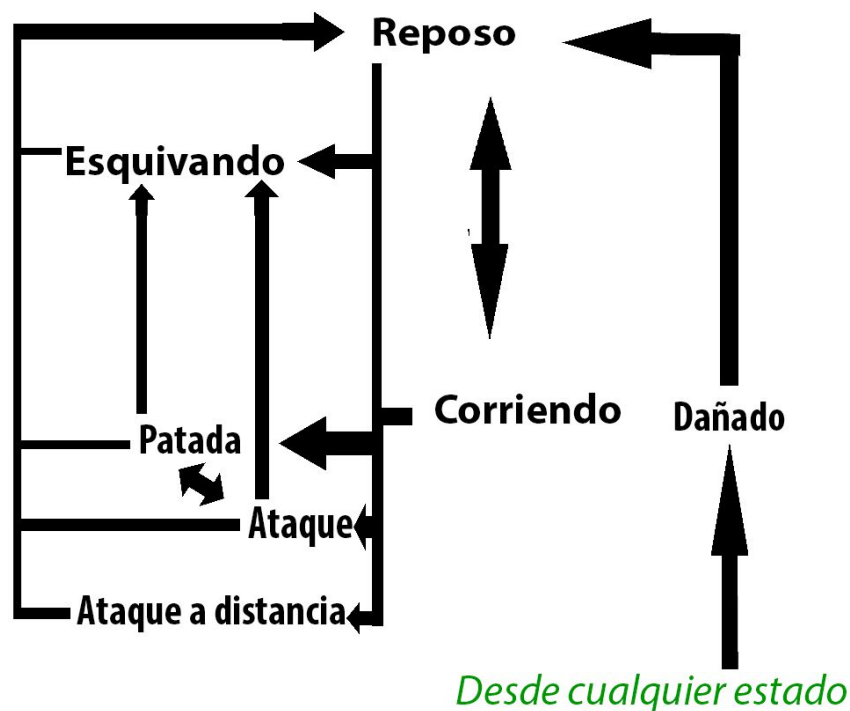 Reposo
Esquivando
Corriendo
Dañado
Patada
Ataque
Ataque a distancia
Desde cualquier estado